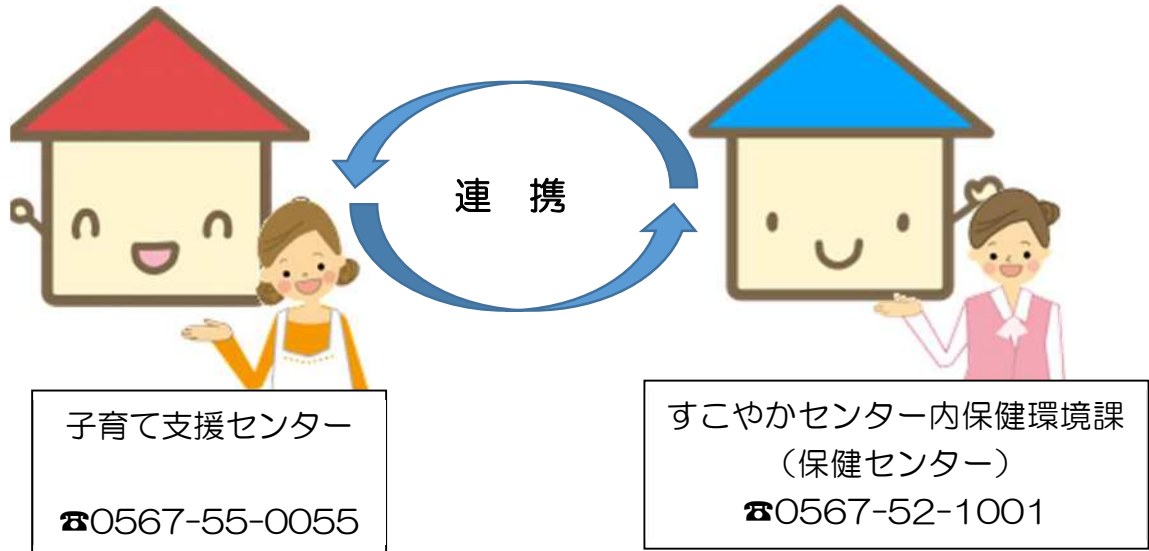 連　携
子育て支援センター
☎0567-55-0055
すこやかセンター内保健環境課
（保健センター）
☎0567-52-1001